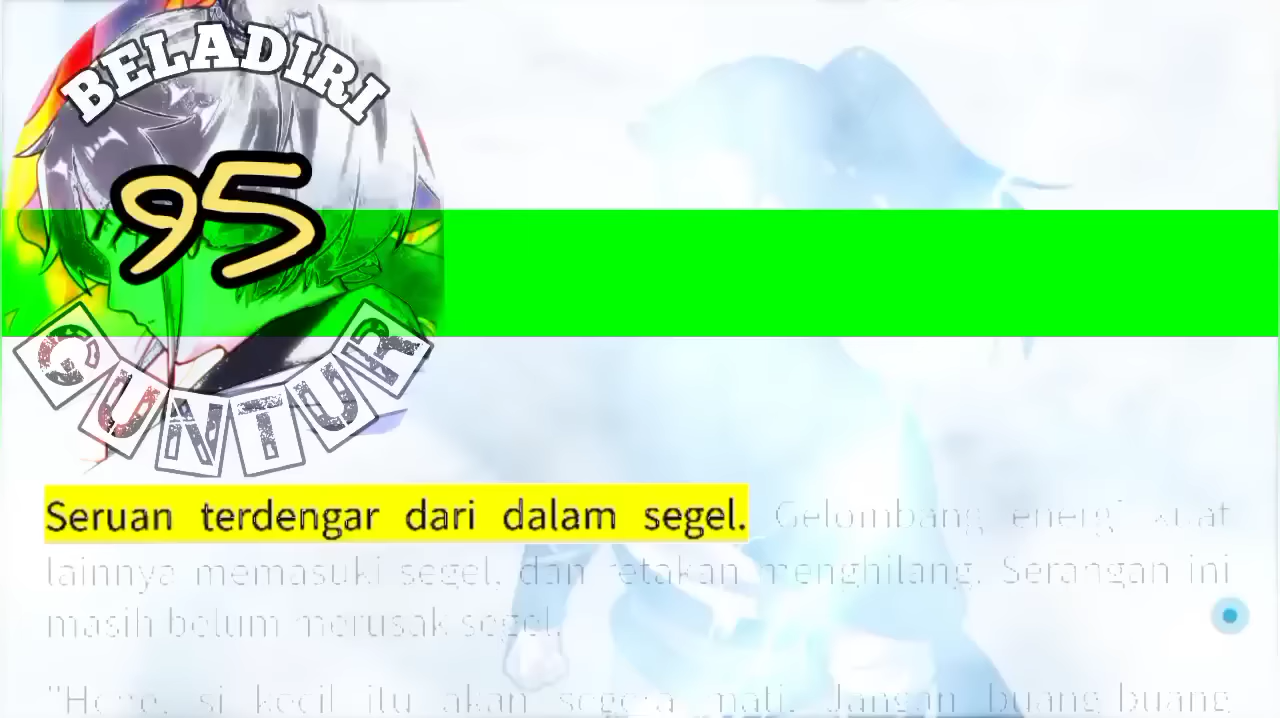 BELADIRI
95
GUNTUR
Seruan terdengar dari dalam segel. Gelombang energi kuat
lainnya memasuki segel, dan retakan menghilang. Serangan ini
masih belum merusak segel.
"Hehe, si kecil itu akan segera mati. Jangan buang-buang